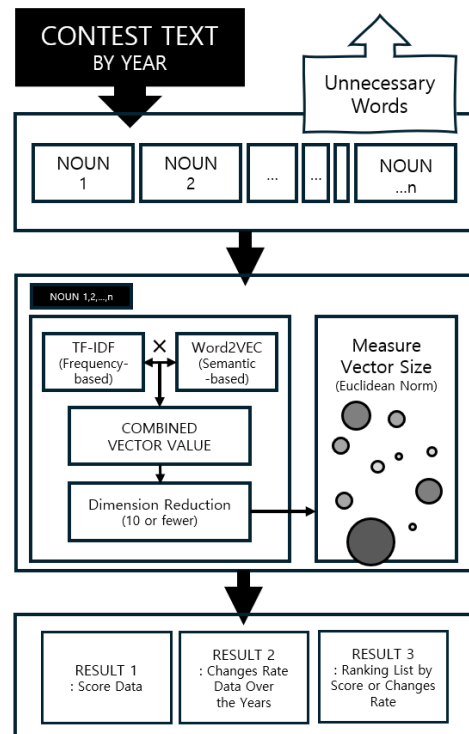 CONTEST TEXT
BY YEAR
Unnecessary
Words
NOUN
1
NOUN
2
...
...
NOUN
...n
NOUN 1,2,...,n
TF-IDF
(Frequency-
based)
×
Word2VEC
(Semantic
-based)
COMBINED
VECTOR VALUE
Dimension Reduction
(10 or fewer)
Measure
Vector Size
(Euclidean Norm)
RESULT 1
: Score Data
RESULT 2
: Changes Rate
Data Over
the Years
RESULT 3
: Ranking List by
Score or Changes
Rate